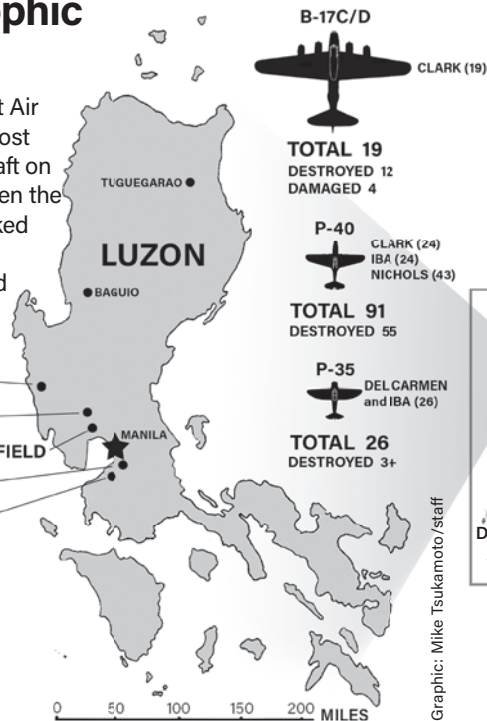 phic
t Air
ost
aft on
en the
ked
d
B-17C/D
CLARK (19)
TOTAL 19
DESTROYED 12
DAMAGED 4
TUGUEGARAO
LUZON
BAGUIO
P-40
CLARK (24)
IBA (24)
NICHOLS (43)
TOTAL 91
DESTROYED 55
P-35
DEL CARMEN
and IBA (26)
TOTAL 26
DESTROYED 3+
MANILA
FIELD
D
Graphic: Mike Tsukamoto/staff
0 50 100 150 200 MILES